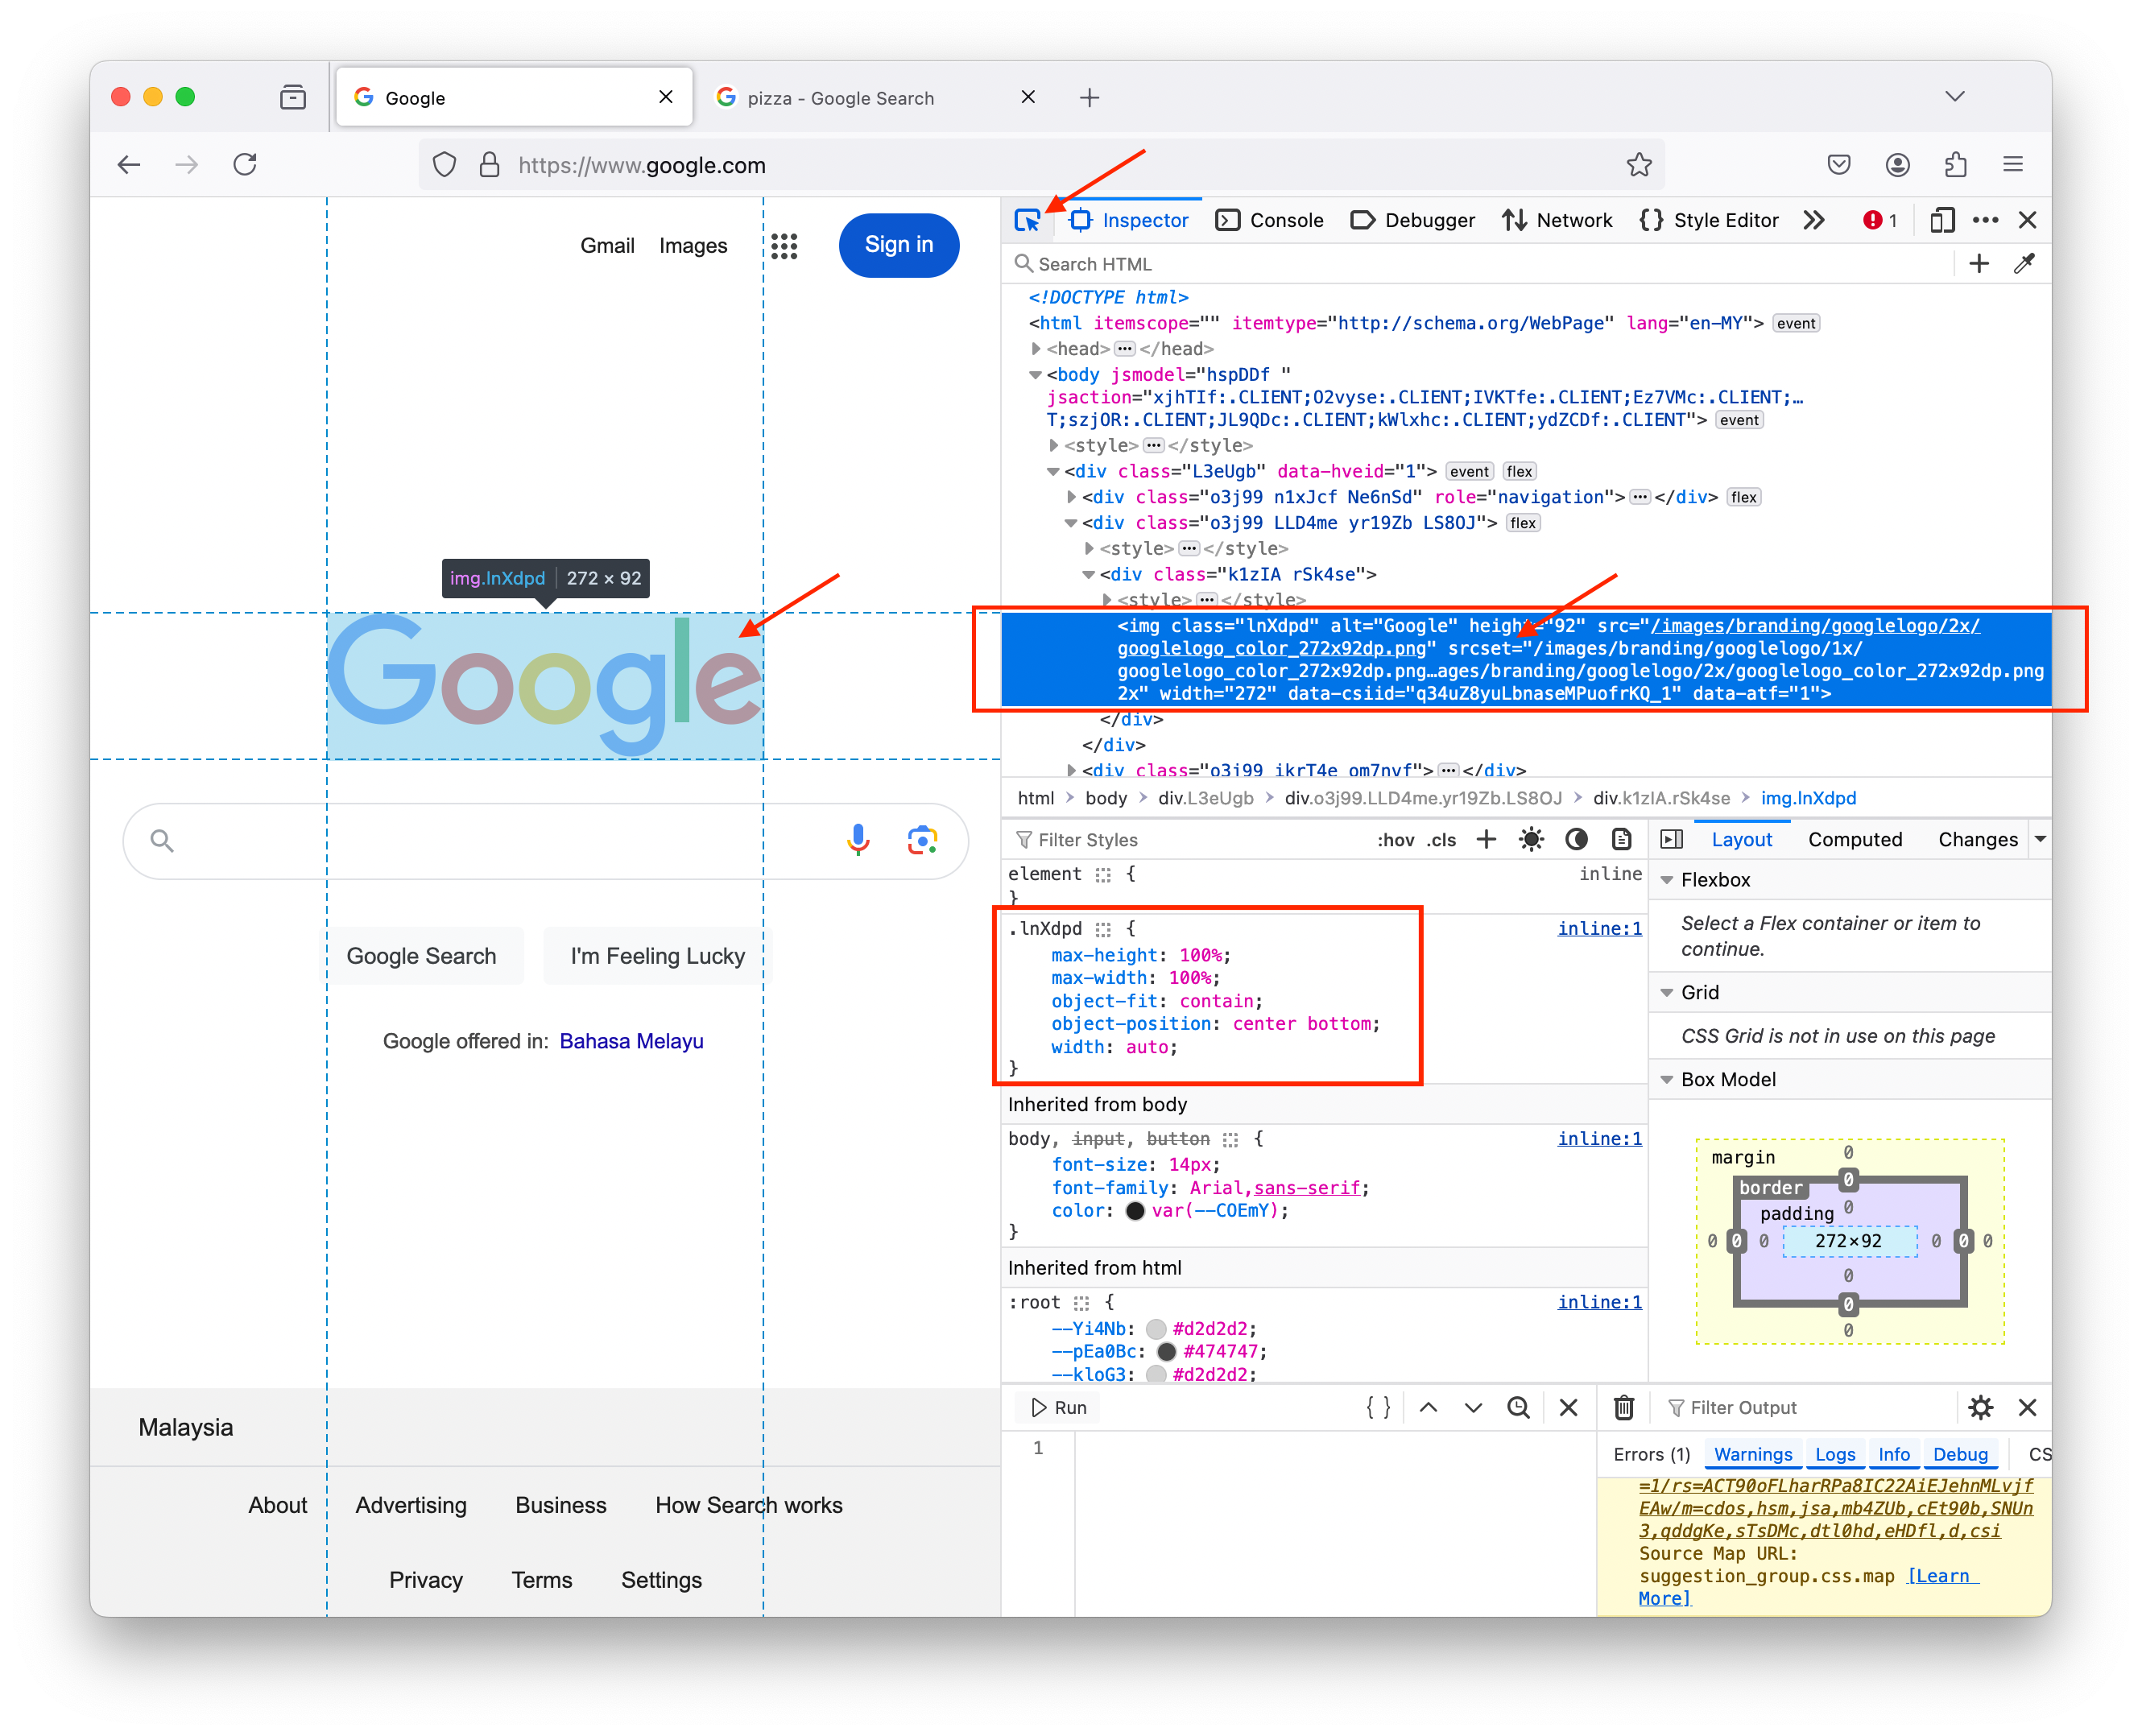 Google
pizza - Google Search
https://www.google.com
Gmail Images Sign in
img.lnXdpd 272 × 92
Google
Google Search I'm Feeling Lucky
Google offered in: Bahasa Melayu
Malaysia
About Advertising Business How Search works
Privacy Terms Settings
Inspector Console Debugger Network Style Editor 1
Search HTML
<!DOCTYPE html>
<html itemscope="" itemtype="http://schema.org/WebPage" lang="en-MY"> event
<head>...</head>
<body jsmodel="hspDDf "
jsaction="xjhTIf:.CLIENT;O2vyse:.CLIENT;IVKTfe:.CLIENT;Ez7VMc:.CLIENT;…
T;szjOR:.CLIENT;JL9QDc:.CLIENT;kWlxhc:.CLIENT;ydZCDf:.CLIENT"> event
<style>...</style>
<div class="L3eUgb" data-hveid="1"> event flex
<div class="o3j99 n1xJcf Ne6nSd" role="navigation">...</div> flex
<div class="o3j99 LLD4me yr19Zb LS8OJ"> flex
<style>...</style>
<div class="k1zIA rSk4se">
<style>...</style>
<img class="lnXdpd" alt="Google" height="92" src="/images/branding/googlelogo/2x/
googlelogo_color_272x92dp.png" srcset="/images/branding/googlelogo/1x/
googlelogo_color_272x92dp.png…ages/branding/googlelogo/2x/googlelogo_color_272x92dp.png
2x" width="272" data-csiid="q34uZ8yuLbnaseMPuofrKQ_1" data-atf="1">
</div>
</div>
<div class="o3j99 ikrT4e om7nvf">...</div>
html body div.L3eUgb div.o3j99.LLD4me.yr19Zb.LS8OJ div.k1zIA.rSk4se img.lnXdpd
Filter Styles :hov .cls +
element { inline
}
.lnXdpd { inline:1
max-height: 100%;
max-width: 100%;
object-fit: contain;
object-position: center bottom;
width: auto;
}
Inherited from body
body, input, button { inline:1
font-size: 14px;
font-family: Arial,sans-serif;
color: var(--COEmY);
}
Inherited from html
:root { inline:1
--Yi4Nb: #d2d2d2;
--pEa0Bc: #474747;
--kloG3: #d2d2d2;
Layout Computed Changes
Flexbox
Select a Flex container or item to
continue.
Grid
CSS Grid is not in use on this page
Box Model
margin 0
border 0
padding 0
0 0 0 272×92 0 0 0
0
0
0
Run { }
1
Filter Output
Errors (1) Warnings Logs Info Debug CS
=1/rs=ACT90oFLharRPa8IC22AiEJehnMLvjf
EAw/m=cdos,hsm,jsa,mb4ZUb,cEt90b,SNUn
3,qddgKe,sTsDMc,dtl0hd,eHDfl,d,csi
Source Map URL:
suggestion_group.css.map [Learn
More]